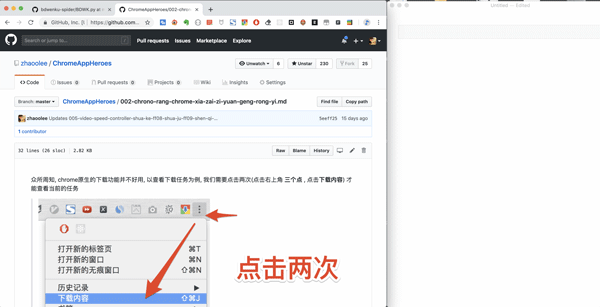 bdwenku-spider/BDWK.py at
ChromeAppHeroes/002-chrono-r
GitHub, Inc.
https://github.com...
Untitled — Edited
Search or jump to...
Pull requests Issues Marketplace Explore
zhaoolee / ChromeAppHeroes
Unwatch 6 Unstar 230 Fork 25
Code Issues 0 Pull requests 0 Projects 0 Wiki Insights Settings
Branch: master ChromeAppHeroes / 002-chrono-rang-chrome-xia-zai-zi-yuan-geng-rong-yi.md Find file Copy path
zhaoolee Updates 005-video-speed-controller-shua-ke-ff08-shua-ju-ff09-shen-qi-... 5eeff25 15 days ago
1 contributor
32 lines (26 sloc) 2.82 KB Raw Blame History
众所周知, chrome原生的下载功能并不好用, 以查看下载任务为例, 我们需要点击两次(点击右上角 三个点 , 点击下载内容) 才
能查看当前的任务
打开新的标签页 ⌘T
打开新的窗口 ⌘N
打开新的无痕窗口 ⇧⌘N
历史记录
下载内容 ⇧⌘J
点击两次